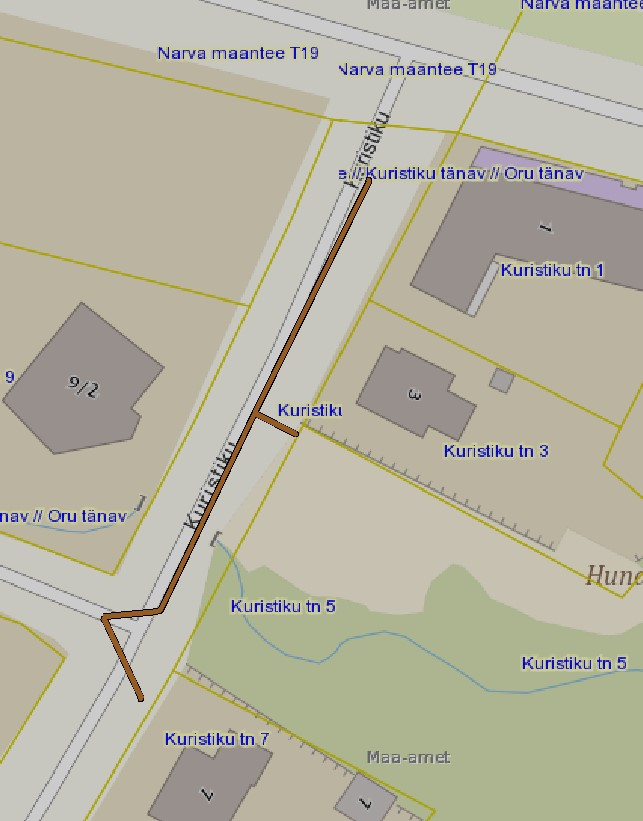 Maa-amet
Narva maantee
Narva maantee T19
Narva maantee T19
Kuristiku
e // Kuristiku tänav // Oru tänav
1
Kuristiku tn 1
9
9/2
3
Kuristiku
Kuristiku tn 3
Kuristiku
nav // Oru tänav
Hund
Kuristiku tn 5
Kuristiku tn 5
Kuristiku tn 7
Maa-amet
7
7